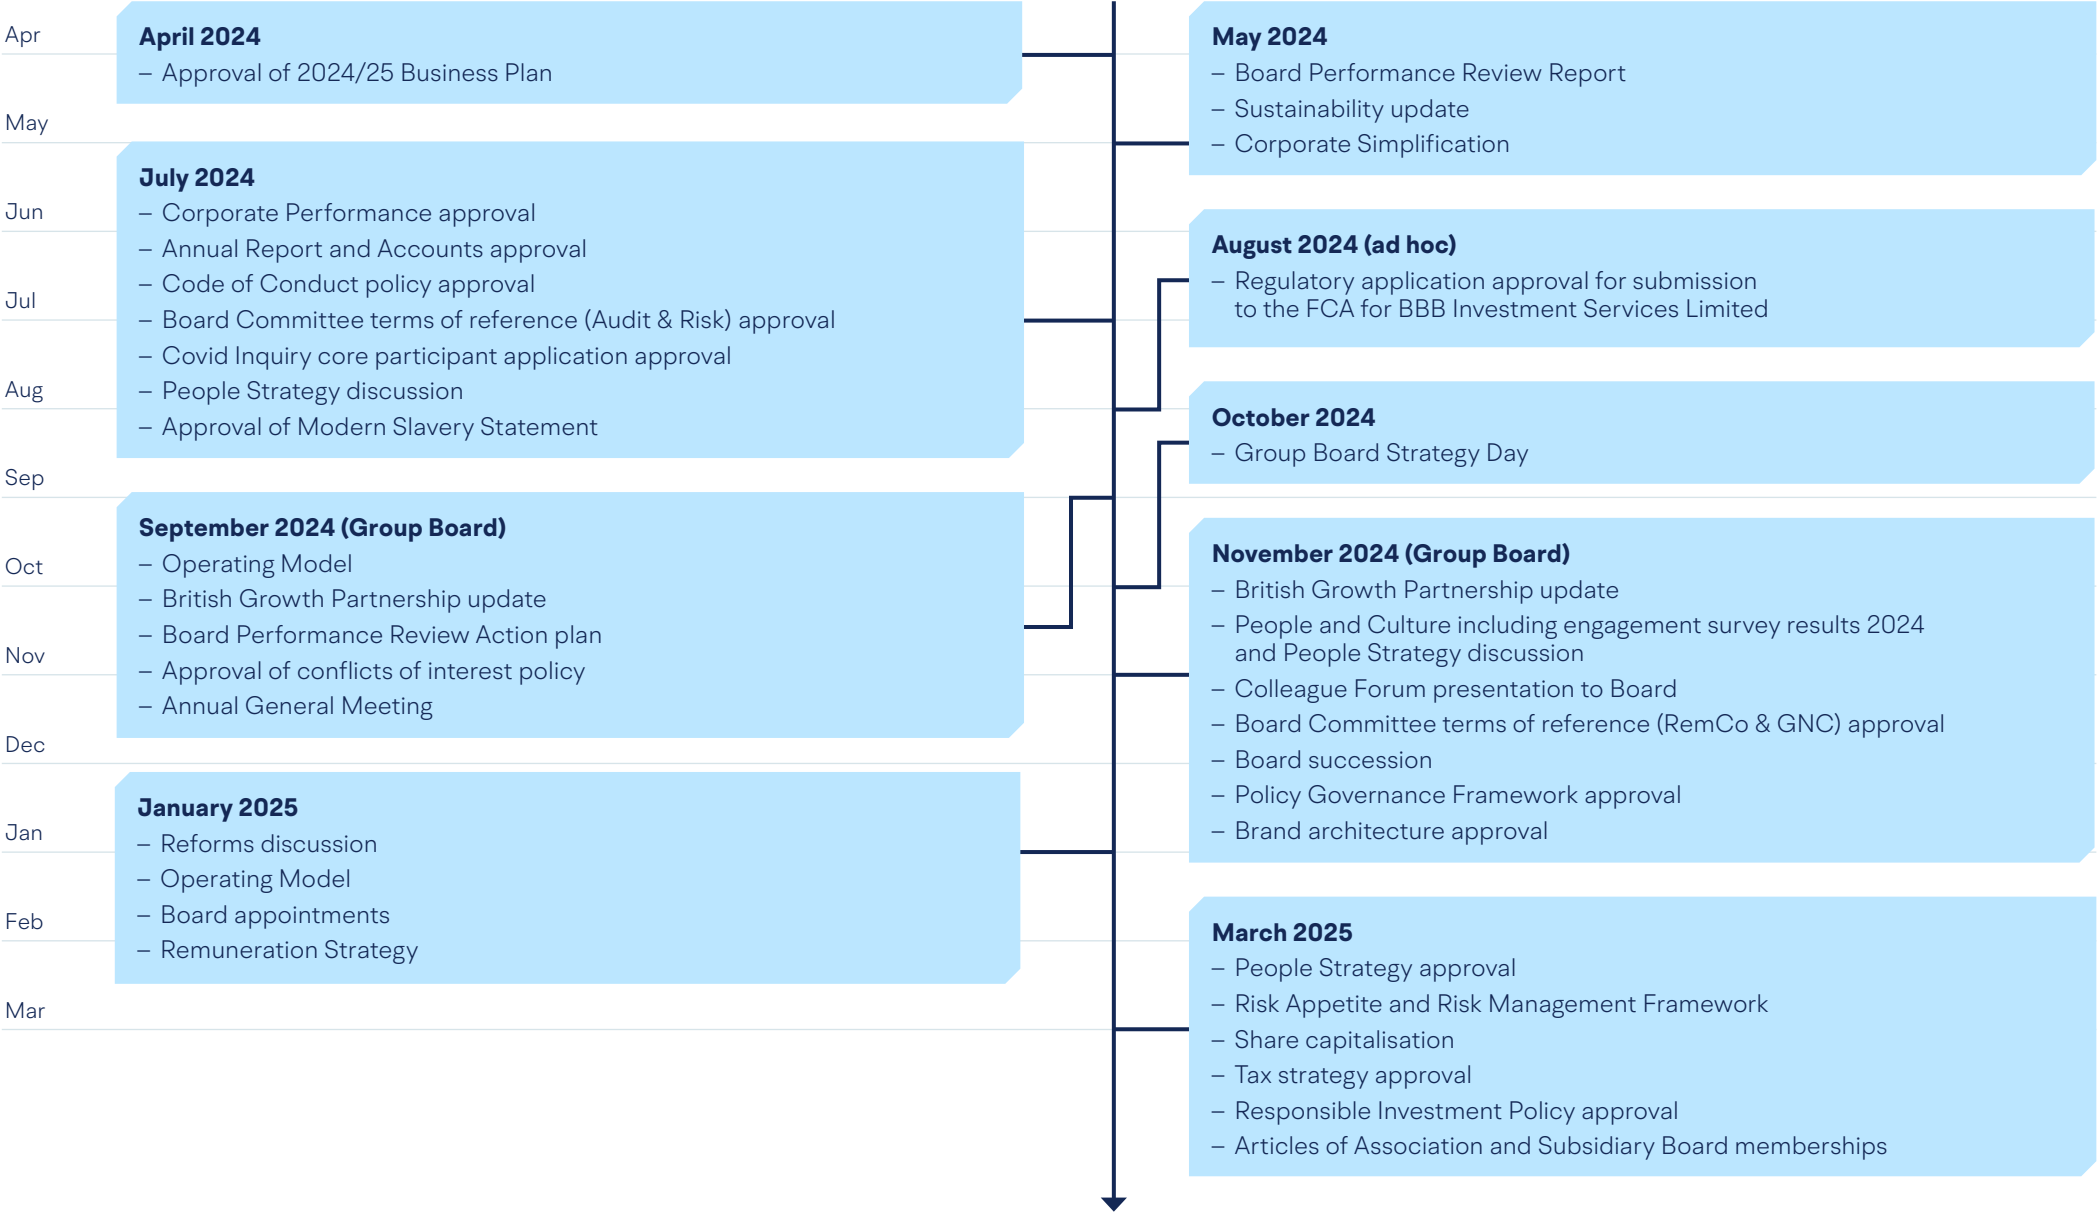 Apr
May
Jun
Jul
Aug
Sep
Oct
Nov
Dec
Jan
Feb
Mar
April 2024
– Approval of 2024/25 Business Plan
May 2024
– Board Performance Review Report
– Sustainability update
– Corporate Simplification
July 2024
– Corporate Performance approval
– Annual Report and Accounts approval
– Code of Conduct policy approval
– Board Committee terms of reference (Audit & Risk) approval
– Covid Inquiry core participant application approval
– People Strategy discussion
– Approval of Modern Slavery Statement
August 2024 (ad hoc)
– Regulatory application approval for submission
to the FCA for BBB Investment Services Limited
September 2024 (Group Board)
– Operating Model
– British Growth Partnership update
– Board Performance Review Action plan
– Approval of conflicts of interest policy
– Annual General Meeting
October 2024
– Group Board Strategy Day
November 2024 (Group Board)
– British Growth Partnership update
– People and Culture including engagement survey results 2024
and People Strategy discussion
– Colleague Forum presentation to Board
– Board Committee terms of reference (RemCo & GNC) approval
– Board succession
– Policy Governance Framework approval
– Brand architecture approval
January 2025
– Reforms discussion
– Operating Model
– Board appointments
– Remuneration Strategy
March 2025
– People Strategy approval
– Risk Appetite and Risk Management Framework
– Share capitalisation
– Tax strategy approval
– Responsible Investment Policy approval
– Articles of Association and Subsidiary Board memberships